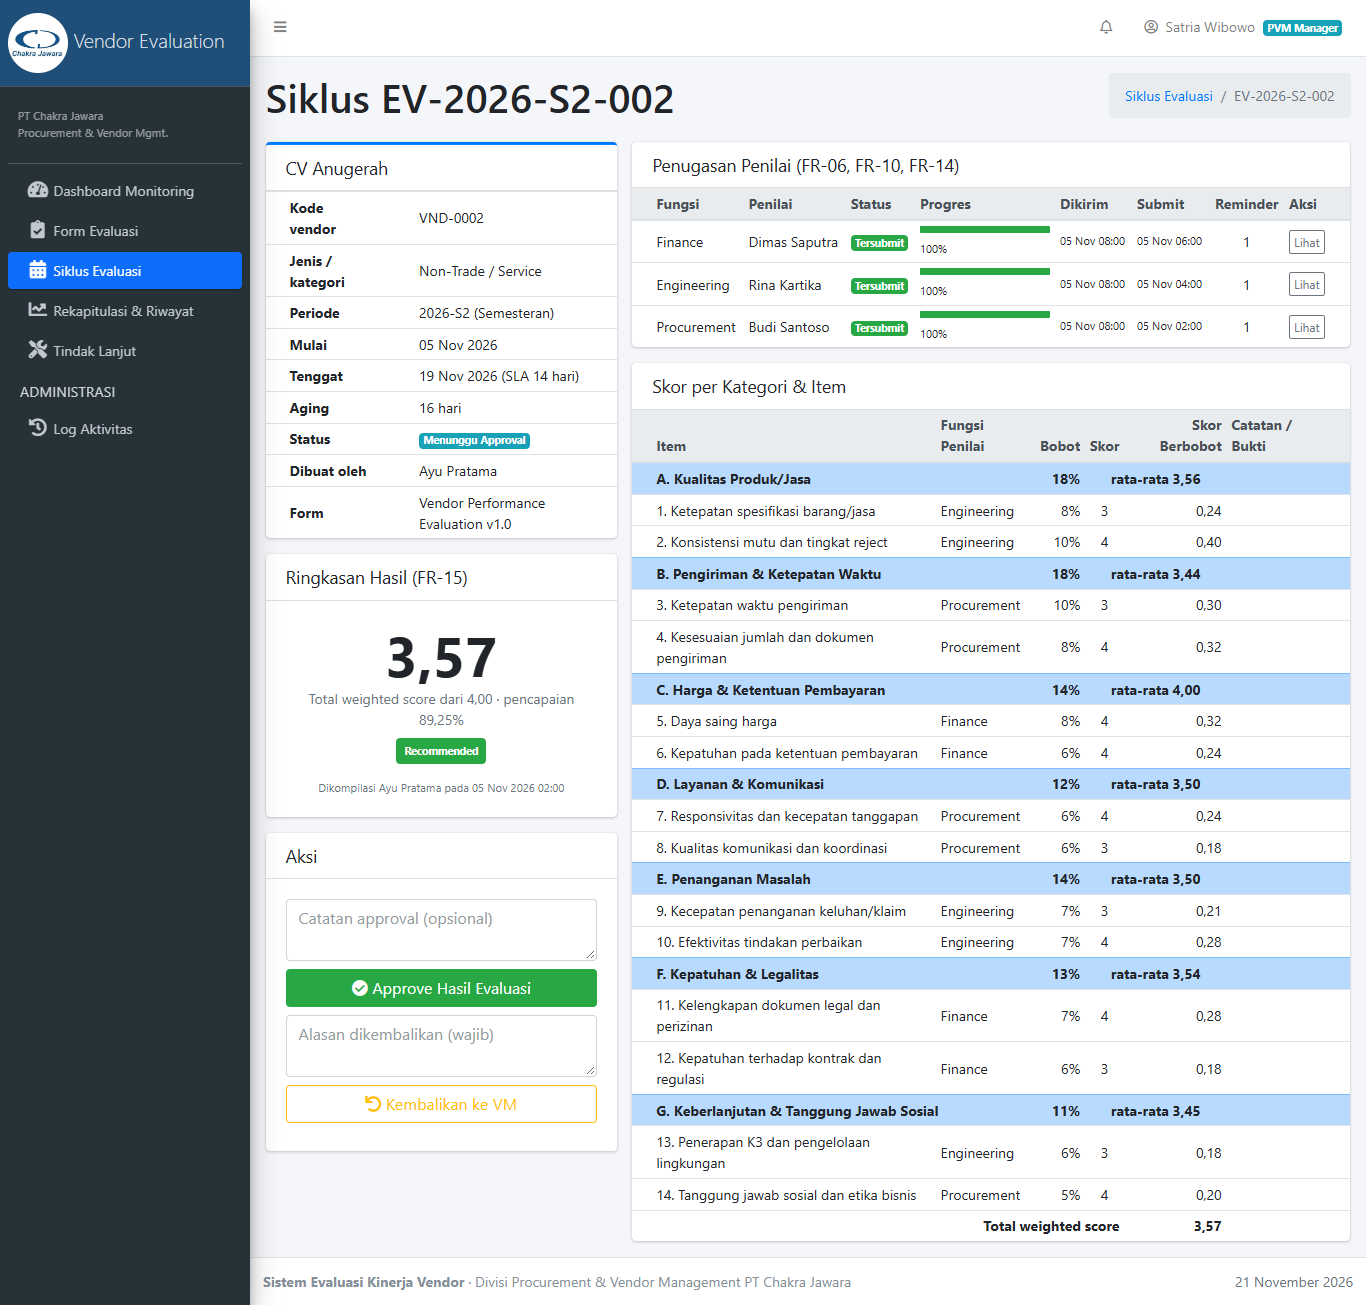 Chakra Jawara
Vendor Evaluation
PT Chakra Jawara
Procurement & Vendor Mgmt.
Dashboard Monitoring
Form Evaluasi
Siklus Evaluasi
Rekapitulasi & Riwayat
Tindak Lanjut
ADMINISTRASI
Log Aktivitas
Satria Wibowo PVM Manager
Siklus EV-2026-S2-002
Siklus Evaluasi / EV-2026-S2-002
CV Anugerah
Kode vendor VND-0002
Jenis / kategori Non-Trade / Service
Periode 2026-S2 (Semesteran)
Mulai 05 Nov 2026
Tenggat 19 Nov 2026 (SLA 14 hari)
Aging 16 hari
Status Menunggu Approval
Dibuat oleh Ayu Pratama
Form Vendor Performance Evaluation v1.0
Ringkasan Hasil (FR-15)
3,57
Total weighted score dari 4,00 · pencapaian
89,25%
Recommended
Dikompilasi Ayu Pratama pada 05 Nov 2026 02:00
Aksi
Catatan approval (opsional)
Approve Hasil Evaluasi
Alasan dikembalikan (wajib)
Kembalikan ke VM
Penugasan Penilai (FR-06, FR-10, FR-14)
Fungsi Penilai Status Progres Dikirim Submit Reminder Aksi
Finance Dimas Saputra Tersubmit 100% 05 Nov 08:00 05 Nov 06:00 1 Lihat
Engineering Rina Kartika Tersubmit 100% 05 Nov 08:00 05 Nov 04:00 1 Lihat
Procurement Budi Santoso Tersubmit 100% 05 Nov 08:00 05 Nov 02:00 1 Lihat
Skor per Kategori & Item
Item Fungsi Penilai Bobot Skor Skor Berbobot Catatan / Bukti
A. Kualitas Produk/Jasa 18% rata-rata 3,56
1. Ketepatan spesifikasi barang/jasa Engineering 8% 3 0,24
2. Konsistensi mutu dan tingkat reject Engineering 10% 4 0,40
B. Pengiriman & Ketepatan Waktu 18% rata-rata 3,44
3. Ketepatan waktu pengiriman Procurement 10% 3 0,30
4. Kesesuaian jumlah dan dokumen pengiriman Procurement 8% 4 0,32
C. Harga & Ketentuan Pembayaran 14% rata-rata 4,00
5. Daya saing harga Finance 8% 4 0,32
6. Kepatuhan pada ketentuan pembayaran Finance 6% 4 0,24
D. Layanan & Komunikasi 12% rata-rata 3,50
7. Responsivitas dan kecepatan tanggapan Procurement 6% 4 0,24
8. Kualitas komunikasi dan koordinasi Procurement 6% 3 0,18
E. Penanganan Masalah 14% rata-rata 3,50
9. Kecepatan penanganan keluhan/klaim Engineering 7% 3 0,21
10. Efektivitas tindakan perbaikan Engineering 7% 4 0,28
F. Kepatuhan & Legalitas 13% rata-rata 3,54
11. Kelengkapan dokumen legal dan perizinan Finance 7% 4 0,28
12. Kepatuhan terhadap kontrak dan regulasi Finance 6% 3 0,18
G. Keberlanjutan & Tanggung Jawab Sosial 11% rata-rata 3,45
13. Penerapan K3 dan pengelolaan lingkungan Engineering 6% 3 0,18
14. Tanggung jawab sosial dan etika bisnis Procurement 5% 4 0,20
Total weighted score 3,57
Sistem Evaluasi Kinerja Vendor · Divisi Procurement & Vendor Management PT Chakra Jawara
21 November 2026